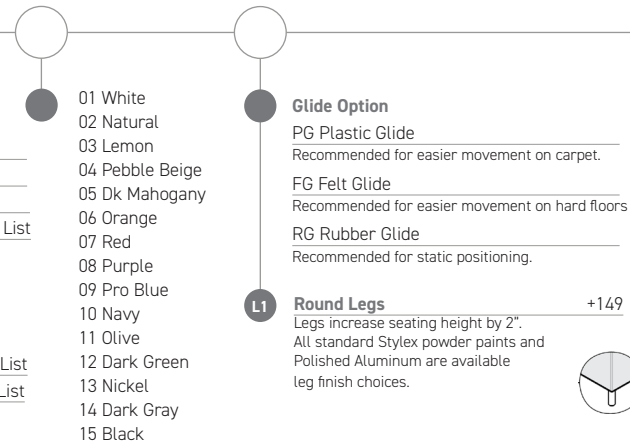 List
List
List
01 White
02 Natural
03 Lemon
04 Pebble Beige
05 Dk Mahogany
06 Orange
07 Red
08 Purple
09 Pro Blue
10 Navy
11 Olive
12 Dark Green
13 Nickel
14 Dark Gray
15 Black
Glide Option
PG Plastic Glide
Recommended for easier movement on carpet.
FG Felt Glide
Recommended for easier movement on hard floors
RG Rubber Glide
Recommended for static positioning.
L1 Round Legs +149
Legs increase seating height by 2".
All standard Stylex powder paints and
Polished Aluminum are available
leg finish choices.